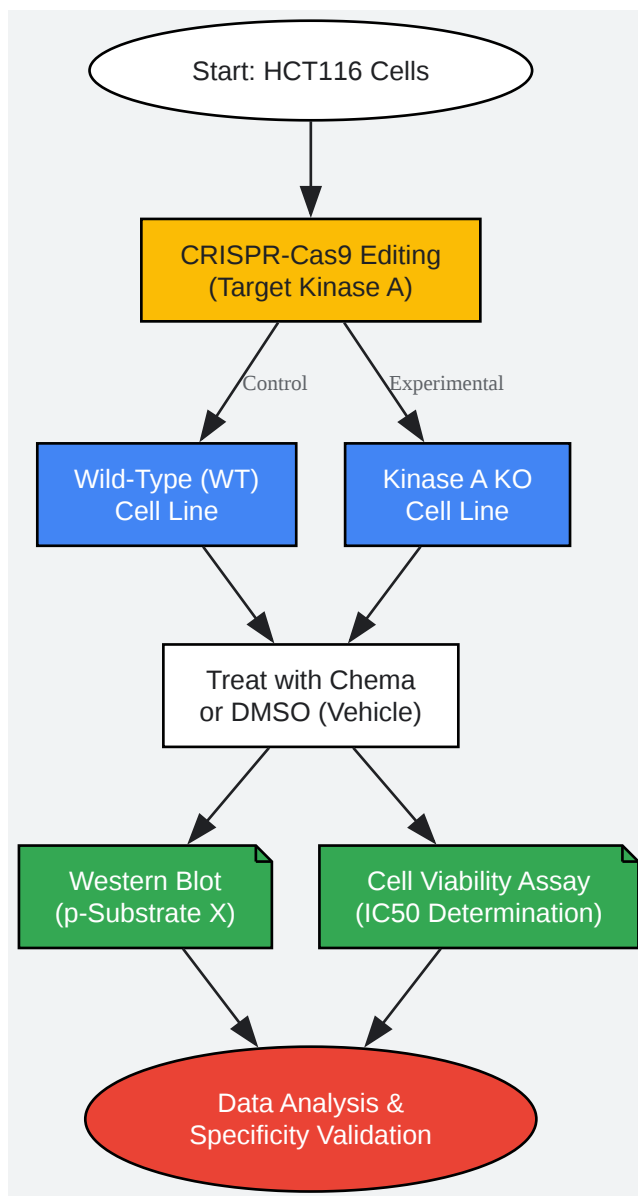 Start: HCT116 Cells
CRISPR-Cas9 Editing
(Target Kinase A)
Control
Experimental
Wild-Type (WT)
Cell Line
Kinase A KO
Cell Line
Treat with Chema
or DMSO (Vehicle)
Western Blot
(p-Substrate X)
Cell Viability Assay
(IC50 Determination)
Data Analysis &
Specificity Validation